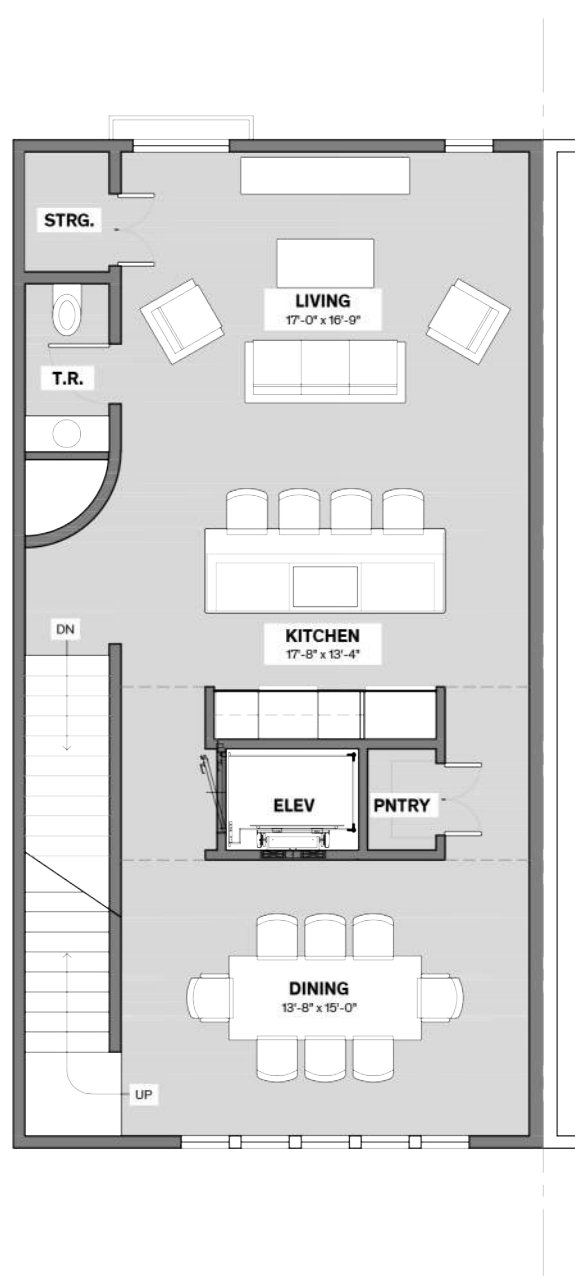 STRG.
LIVING
17'-0" x 16'-9"
T.R.
DN
KITCHEN
17'-8" x 13'-4"
ELEV
PNTRY
DINING
13'-8" x 15'-0"
UP